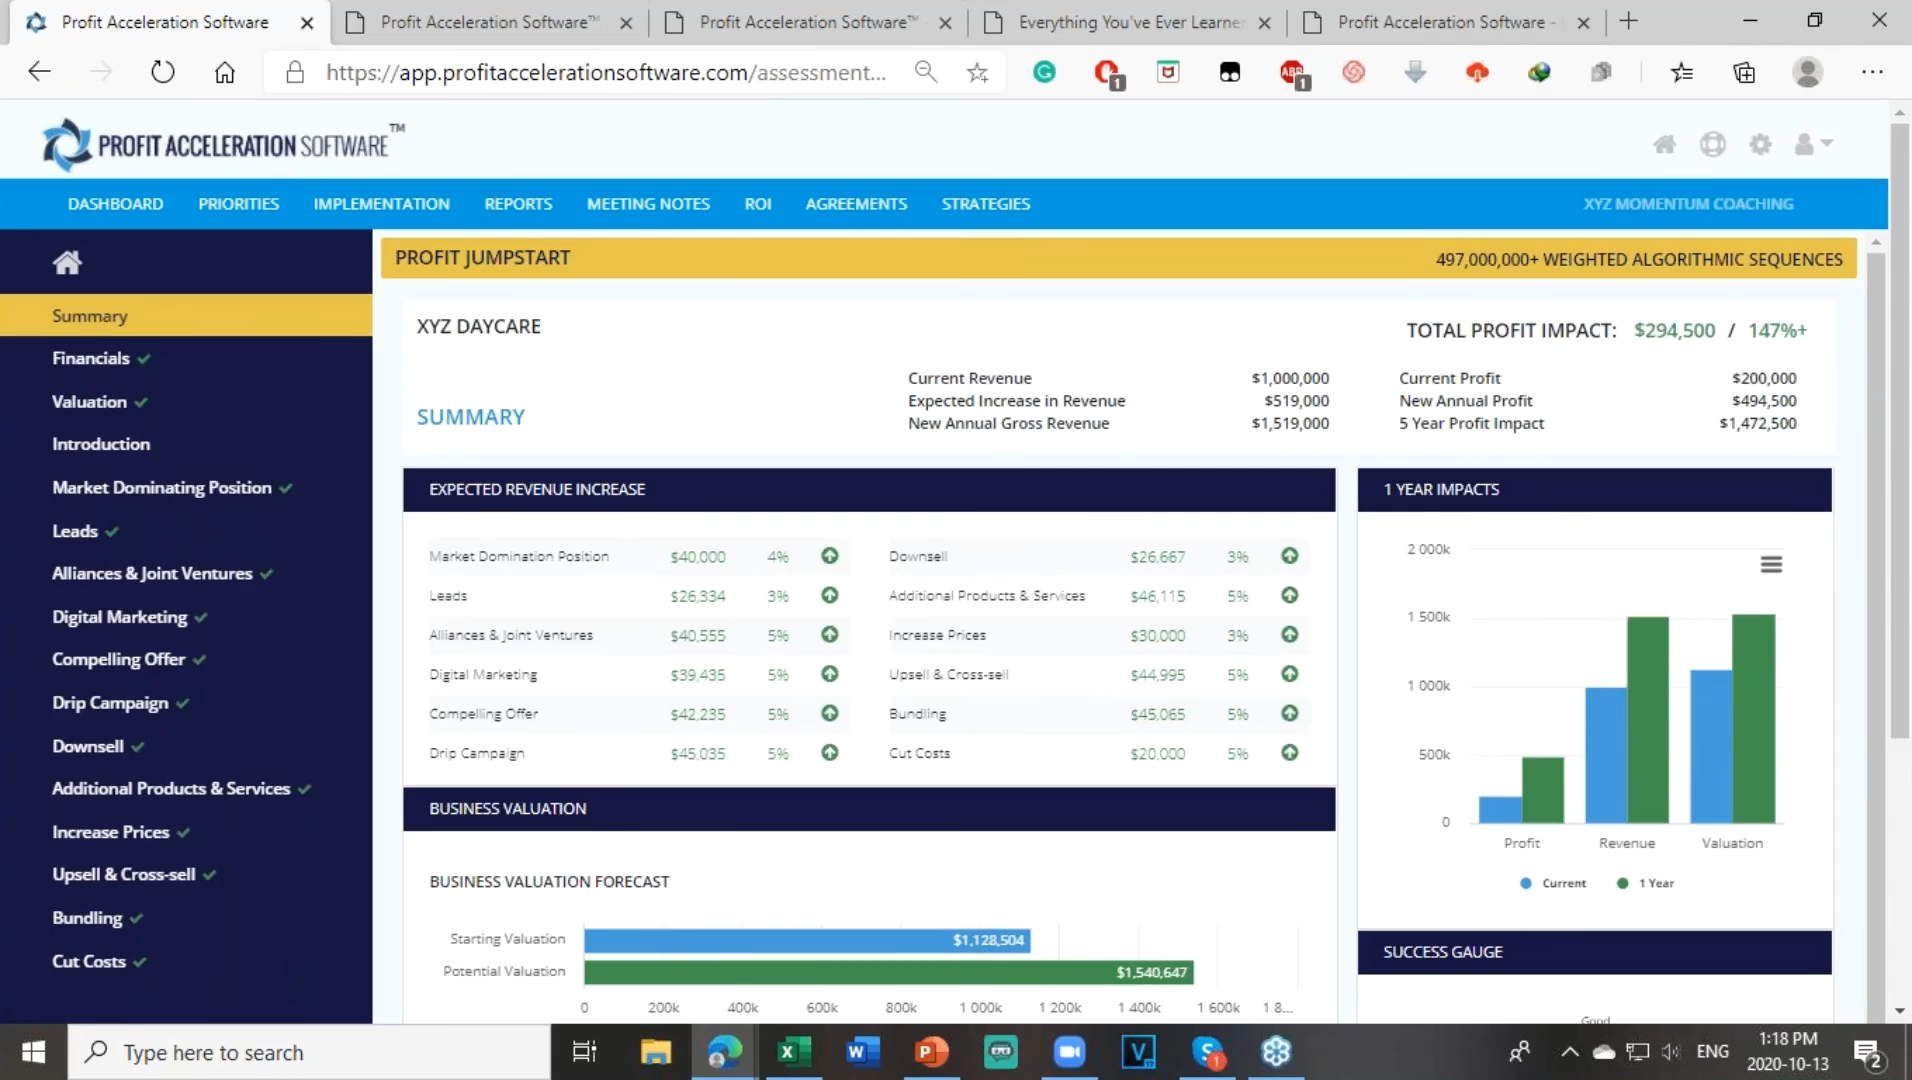 Profit Acceleration Software
Profit Acceleration Software™
Profit Acceleration Software™
Everything You've Ever Learne
Profit Acceleration Software -
https://app.profitaccelerationsoftware.com/assessment...
1
ABP
1
PROFIT ACCELERATION SOFTWARE™
DASHBOARD PRIORITIES IMPLEMENTATION REPORTS MEETING NOTES ROI AGREEMENTS STRATEGIES XYZ MOMENTUM COACHING
Summary
Financials
Valuation
Introduction
Market Dominating Position
Leads
Alliances & Joint Ventures
Digital Marketing
Compelling Offer
Drip Campaign
Downsell
Additional Products & Services
Increase Prices
Upsell & Cross-sell
Bundling
Cut Costs
PROFIT JUMPSTART 497,000,000+ WEIGHTED ALGORITHMIC SEQUENCES
XYZ DAYCARE
TOTAL PROFIT IMPACT: $294,500 / 147%+
SUMMARY
Current Revenue $1,000,000
Expected Increase in Revenue $519,000
New Annual Gross Revenue $1,519,000
Current Profit $200,000
New Annual Profit $494,500
5 Year Profit Impact $1,472,500
EXPECTED REVENUE INCREASE
Market Domination Position $40,000 4%
Leads $26,334 3%
Alliances & Joint Ventures $40,555 5%
Digital Marketing $39,435 5%
Compelling Offer $42,235 5%
Drip Campaign $45,035 5%
Downsell $26,667 3%
Additional Products & Services $46,115 5%
Increase Prices $30,000 3%
Upsell & Cross-sell $44,995 5%
Bundling $45,065 5%
Cut Costs $20,000 5%
1 YEAR IMPACTS
2 000k
1 500k
1 000k
500k
0
Profit Revenue Valuation
Current 1 Year
BUSINESS VALUATION
BUSINESS VALUATION FORECAST
Starting Valuation $1,128,504
Potential Valuation $1,540,647
0 200k 400k 600k 800k 1 000k 1 200k 1 400k 1 600k 1 8...
SUCCESS GAUGE
Good
Type here to search
1
ENG
1:18 PM
2020-10-13
2